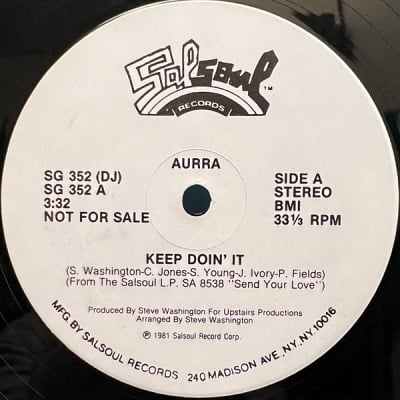 Salsoul TM
RECORDS
AURRA
SG 352 (DJ)
SG 352 A
3:32
NOT FOR SALE
SIDE A
STEREO
BMI
33⅓ RPM
KEEP DOIN' IT
(S. Washington-C. Jones-S. Young-J. Ivory-P. Fields)
(From The Salsoul L.P. SA 8538 "Send Your Love")
Produced By Steve Washington For Upstairs Productions
Arranged By Steve Washington
℗ 1981 Salsoul Record Corp.
MFG BY SALSOUL RECORDS 240 MADISON AVE., NY. NY. 10016